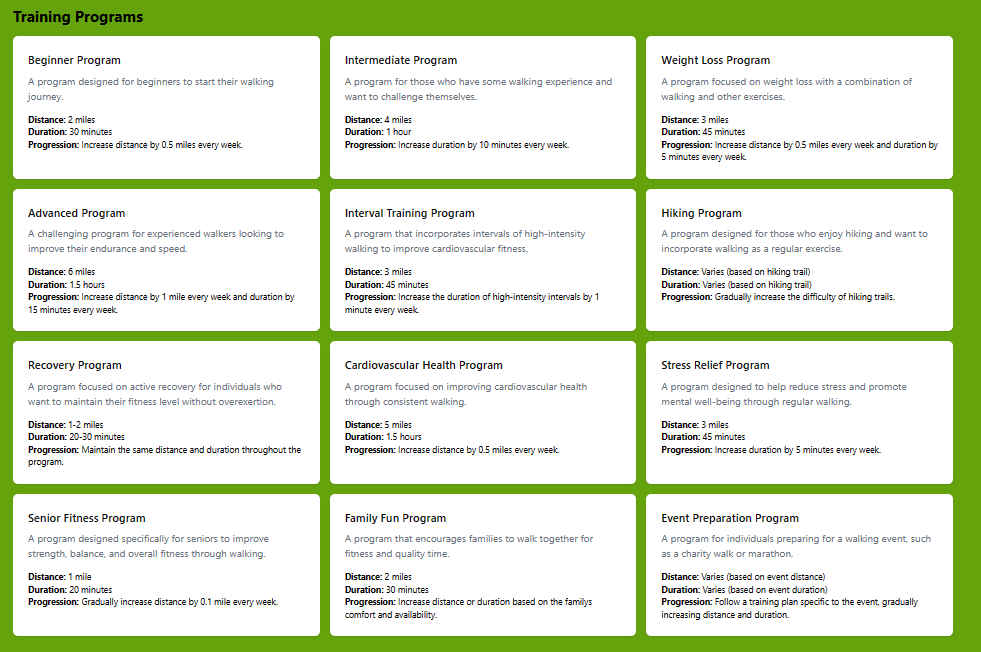 Training Programs
Beginner Program
A program designed for beginners to start their walking
journey.
Distance: 2 miles
Duration: 30 minutes
Progression: Increase distance by 0.5 miles every week.
Intermediate Program
A program for those who have some walking experience and
want to challenge themselves.
Distance: 4 miles
Duration: 1 hour
Progression: Increase duration by 10 minutes every week.
Weight Loss Program
A program focused on weight loss with a combination of
walking and other exercises.
Distance: 3 miles
Duration: 45 minutes
Progression: Increase distance by 0.5 miles every week and duration by
5 minutes every week.
Advanced Program
A challenging program for experienced walkers looking to
improve their endurance and speed.
Distance: 6 miles
Duration: 1.5 hours
Progression: Increase distance by 1 mile every week and duration by
15 minutes every week.
Interval Training Program
A program that incorporates intervals of high-intensity
walking to improve cardiovascular fitness.
Distance: 3 miles
Duration: 45 minutes
Progression: Increase the duration of high-intensity intervals by 1
minute every week.
Hiking Program
A program designed for those who enjoy hiking and want to
incorporate walking as a regular exercise.
Distance: Varies (based on hiking trail)
Duration: Varies (based on hiking trail)
Progression: Gradually increase the difficulty of hiking trails.
Recovery Program
A program focused on active recovery for individuals who
want to maintain their fitness level without overexertion.
Distance: 1-2 miles
Duration: 20-30 minutes
Progression: Maintain the same distance and duration throughout the
program.
Cardiovascular Health Program
A program focused on improving cardiovascular health
through consistent walking.
Distance: 5 miles
Duration: 1.5 hours
Progression: Increase distance by 0.5 miles every week.
Stress Relief Program
A program designed to help reduce stress and promote
mental well-being through regular walking.
Distance: 3 miles
Duration: 45 minutes
Progression: Increase duration by 5 minutes every week.
Senior Fitness Program
A program designed specifically for seniors to improve
strength, balance, and overall fitness through walking.
Distance: 1 mile
Duration: 20 minutes
Progression: Gradually increase distance by 0.1 mile every week.
Family Fun Program
A program that encourages families to walk together for
fitness and quality time.
Distance: 2 miles
Duration: 30 minutes
Progression: Increase distance or duration based on the familys
comfort and availability.
Event Preparation Program
A program for individuals preparing for a walking event, such
as a charity walk or marathon.
Distance: Varies (based on event distance)
Duration: Varies (based on event duration)
Progression: Follow a training plan specific to the event, gradually
increasing distance and duration.